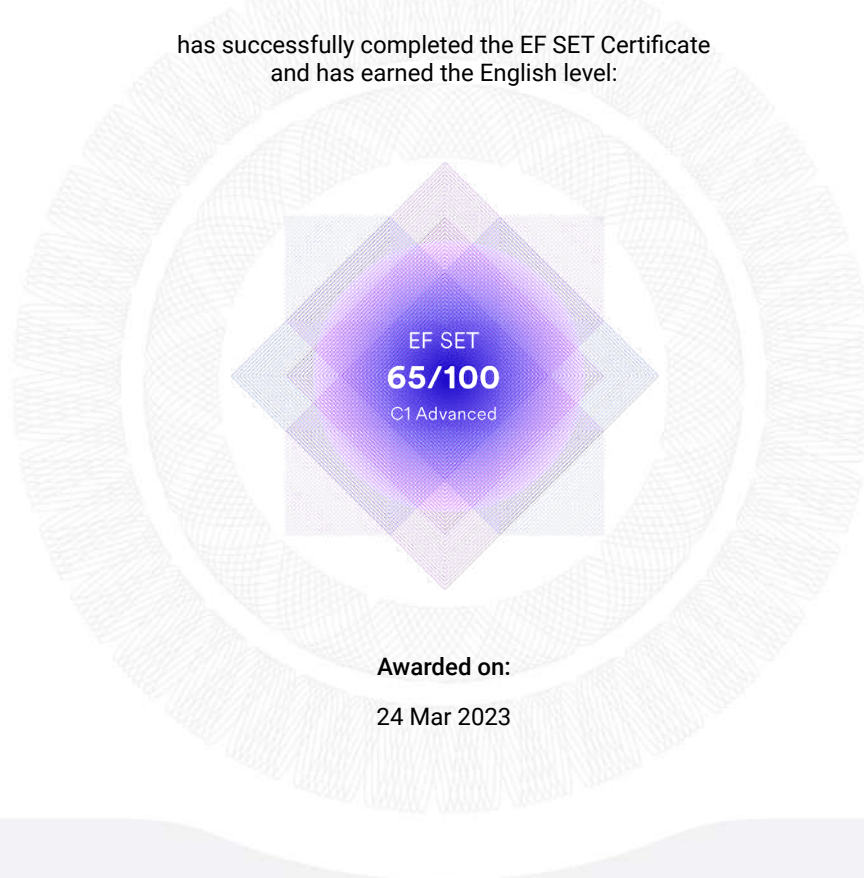 has successfully completed the EF SET Certificate
and has earned the English level:
EF SET
65/100
C1 Advanced
Awarded on:
24 Mar 2023